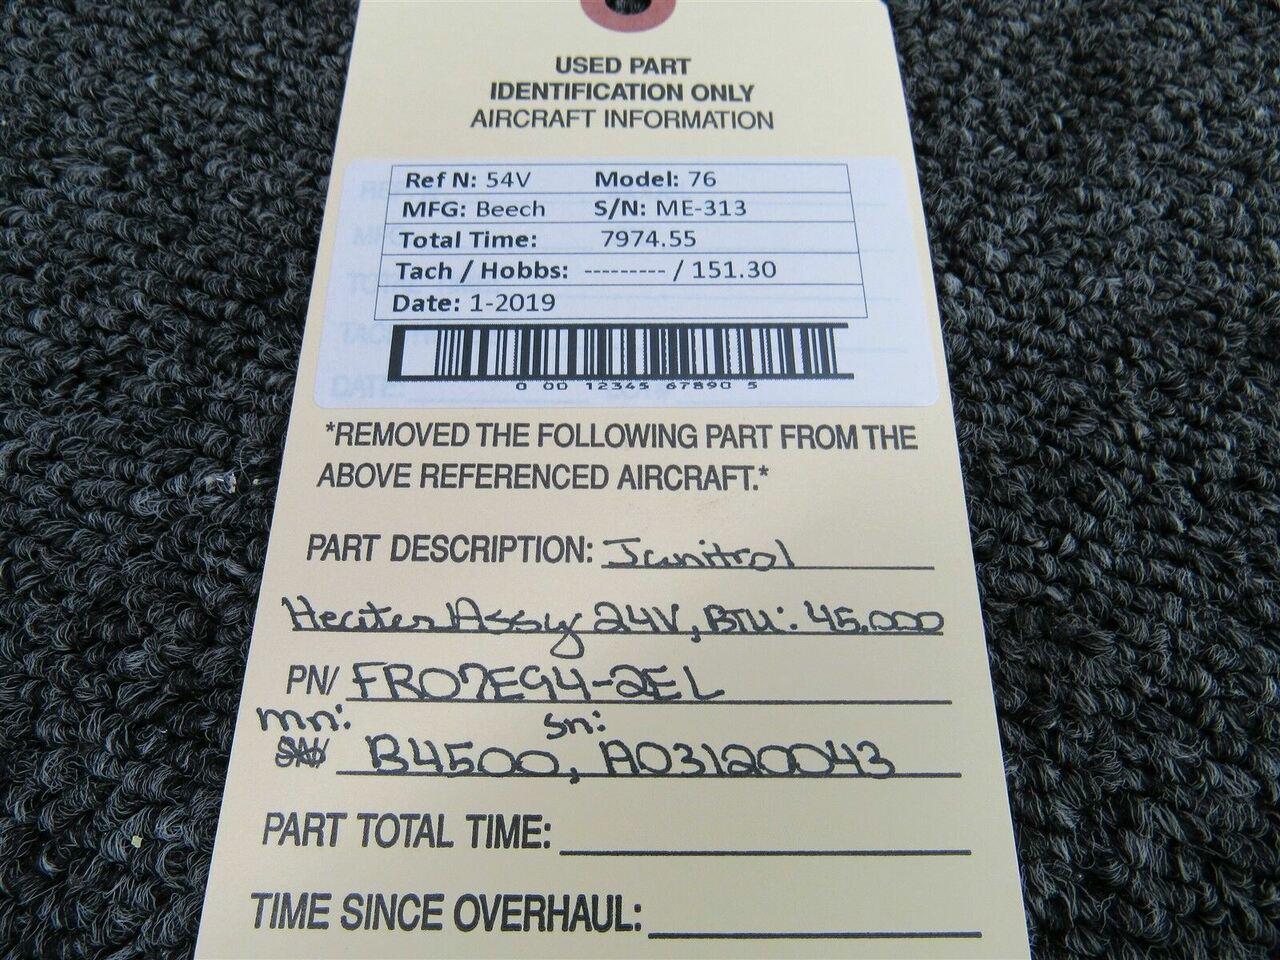 USED PART
IDENTIFICATION ONLY
AIRCRAFT INFORMATION
Ref N: 54V Model: 76
MFG: Beech S/N: ME-313
Total Time: 7974.55
Tach / Hobbs: --------- / 151.30
Date: 1-2019
0 00 12345 67890 5
*REMOVED THE FOLLOWING PART FROM THE
ABOVE REFERENCED AIRCRAFT.*
PART DESCRIPTION: Janitrol
Heater Assy 24V, BTU: 45,000
PN/ FR07E94-2EL
mn: sn:
B4500, A03120043
PART TOTAL TIME:
TIME SINCE OVERHAUL: